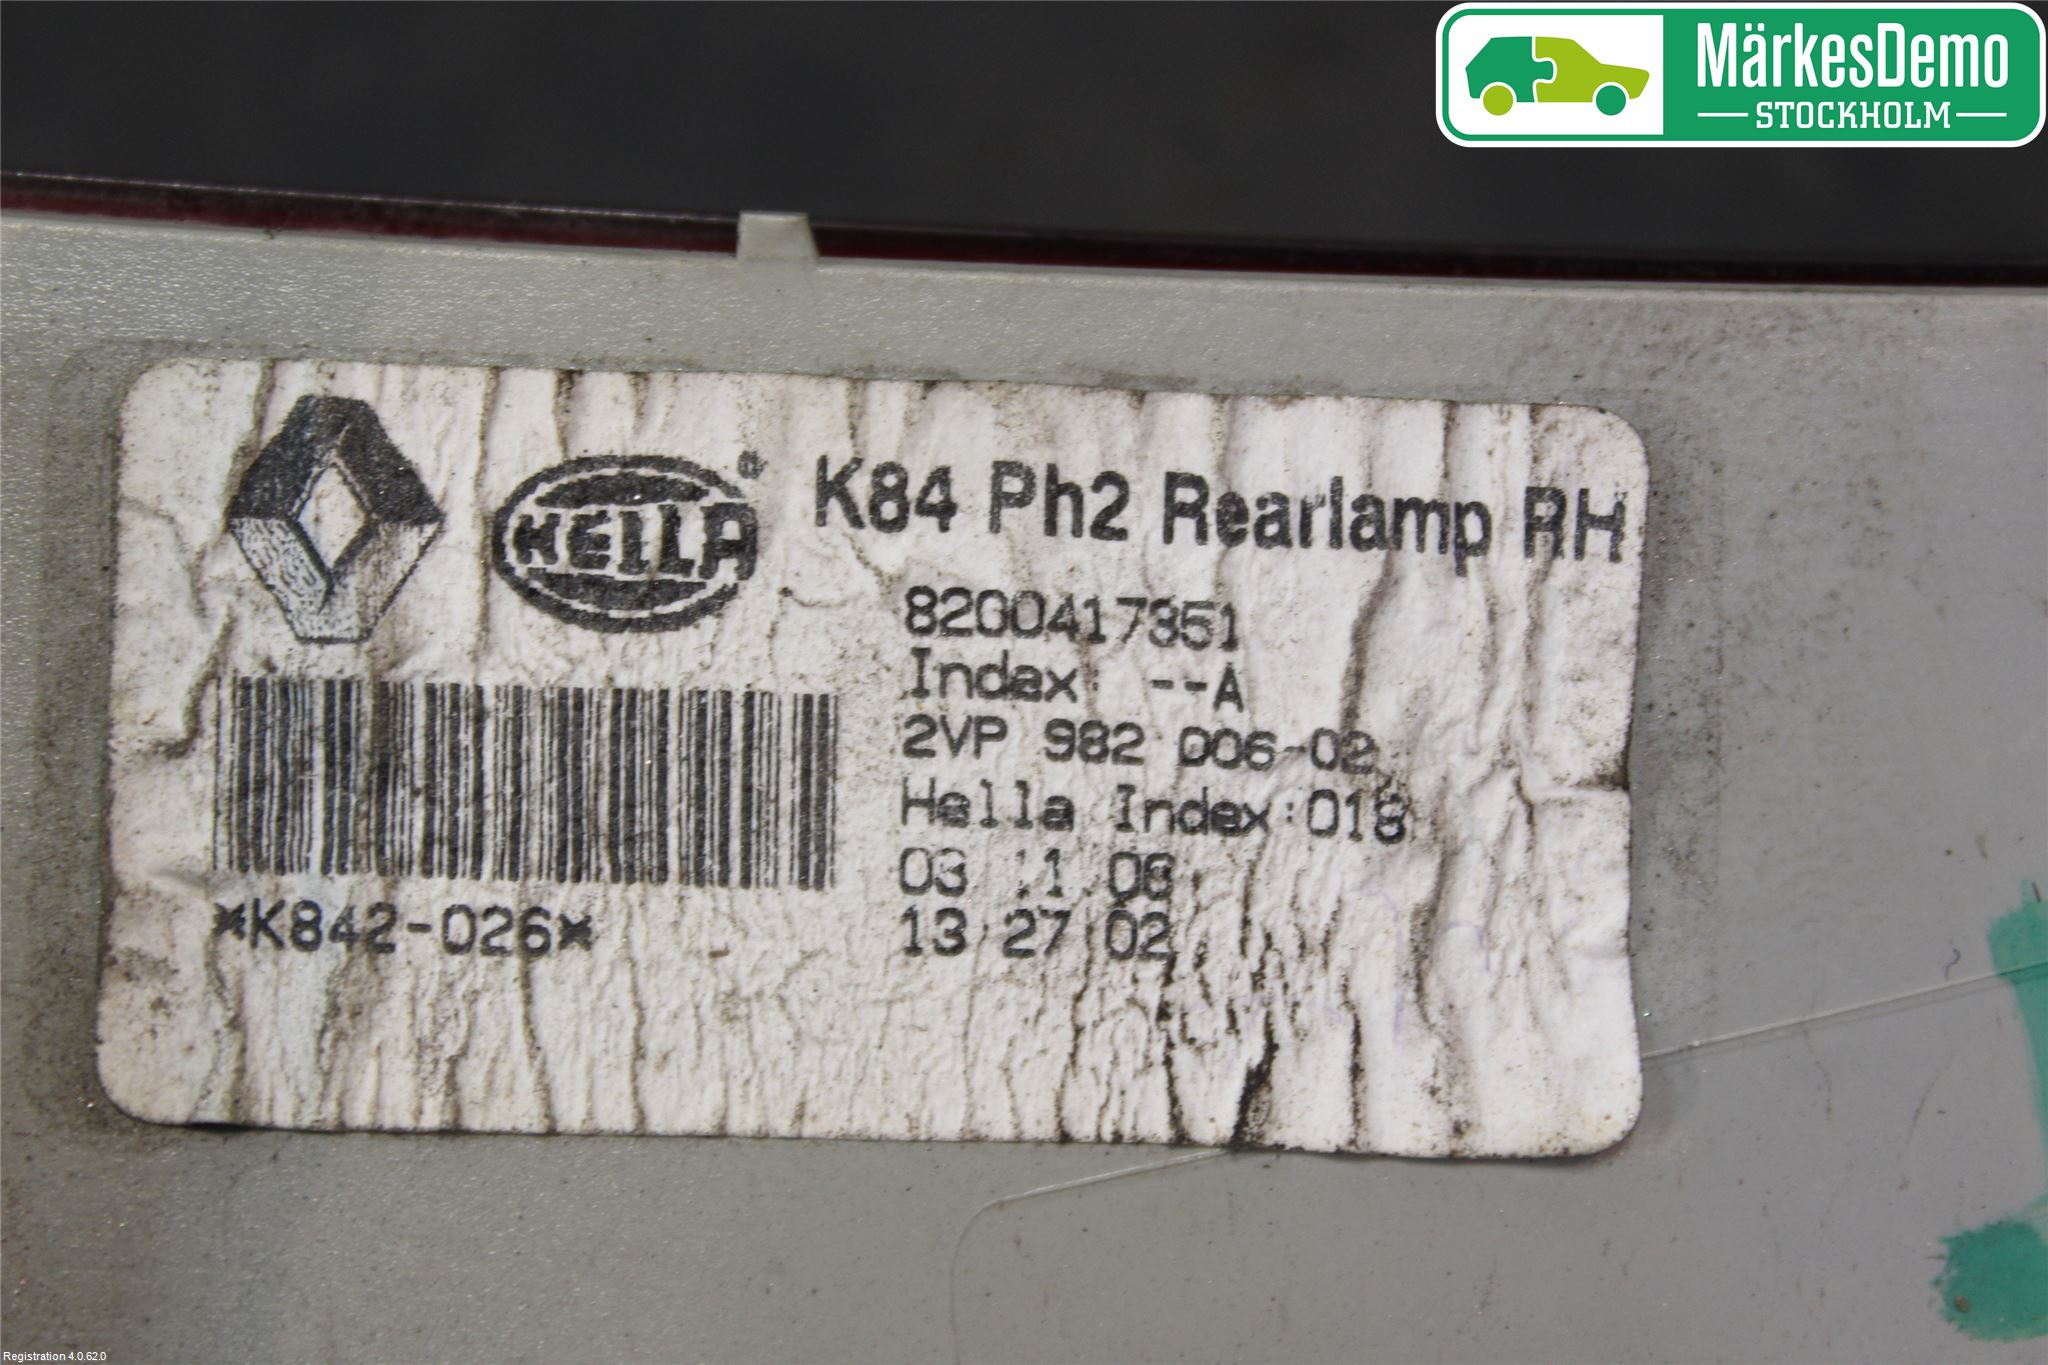 MärkesDemo
STOCKHOLM
HELLA®
K84 Ph2 Rearlamp RH
8200417351
Index: --A
2VP 982 006-02
Hella Index:018
03.11.06
13:27:02
*K842-026*
Registration 4.0.62.0